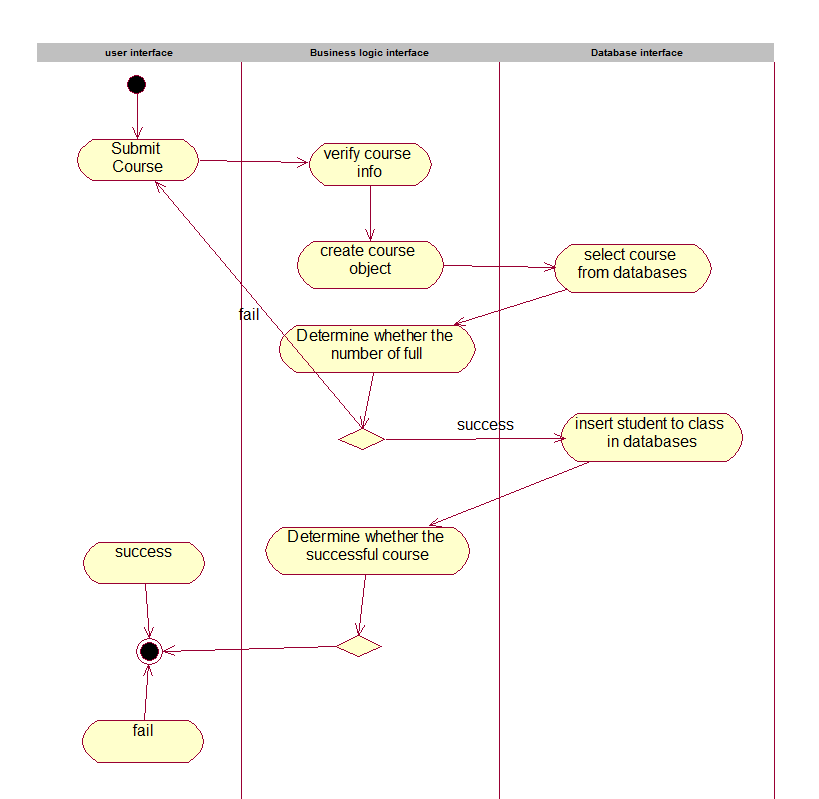 user interface
Business logic interface
Database interface
Submit
Course
verify course
info
create course
object
select course
from databases
fail
Determine whether the
number of full
success
insert student to class
in databases
Determine whether the
successful course
success
fail